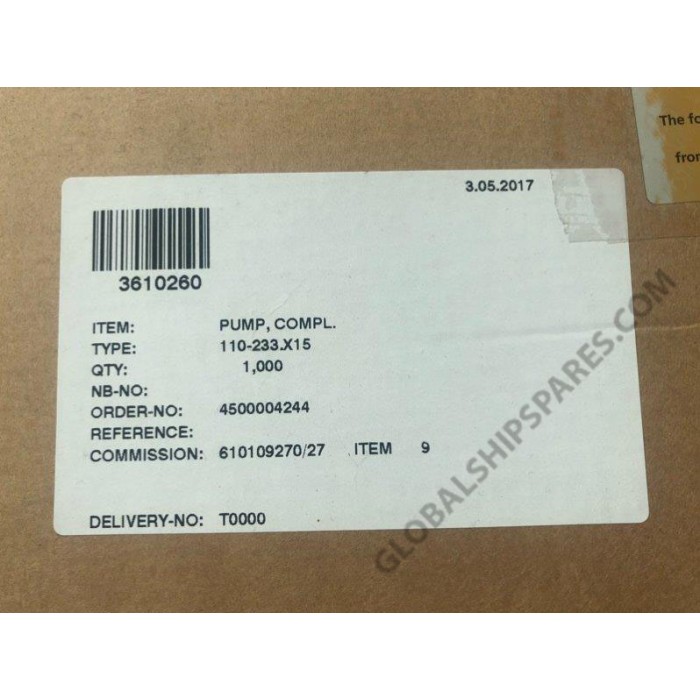 The fo
from
3.05.2017
3610260
ITEM: PUMP, COMPL.
TYPE: 110-233.X15
QTY: 1,000
NB-NO:
ORDER-NO: 4500004244
REFERENCE:
COMMISSION: 610109270/27 ITEM 9
DELIVERY-NO: T0000
GLOBALSHIPSPARES.COM